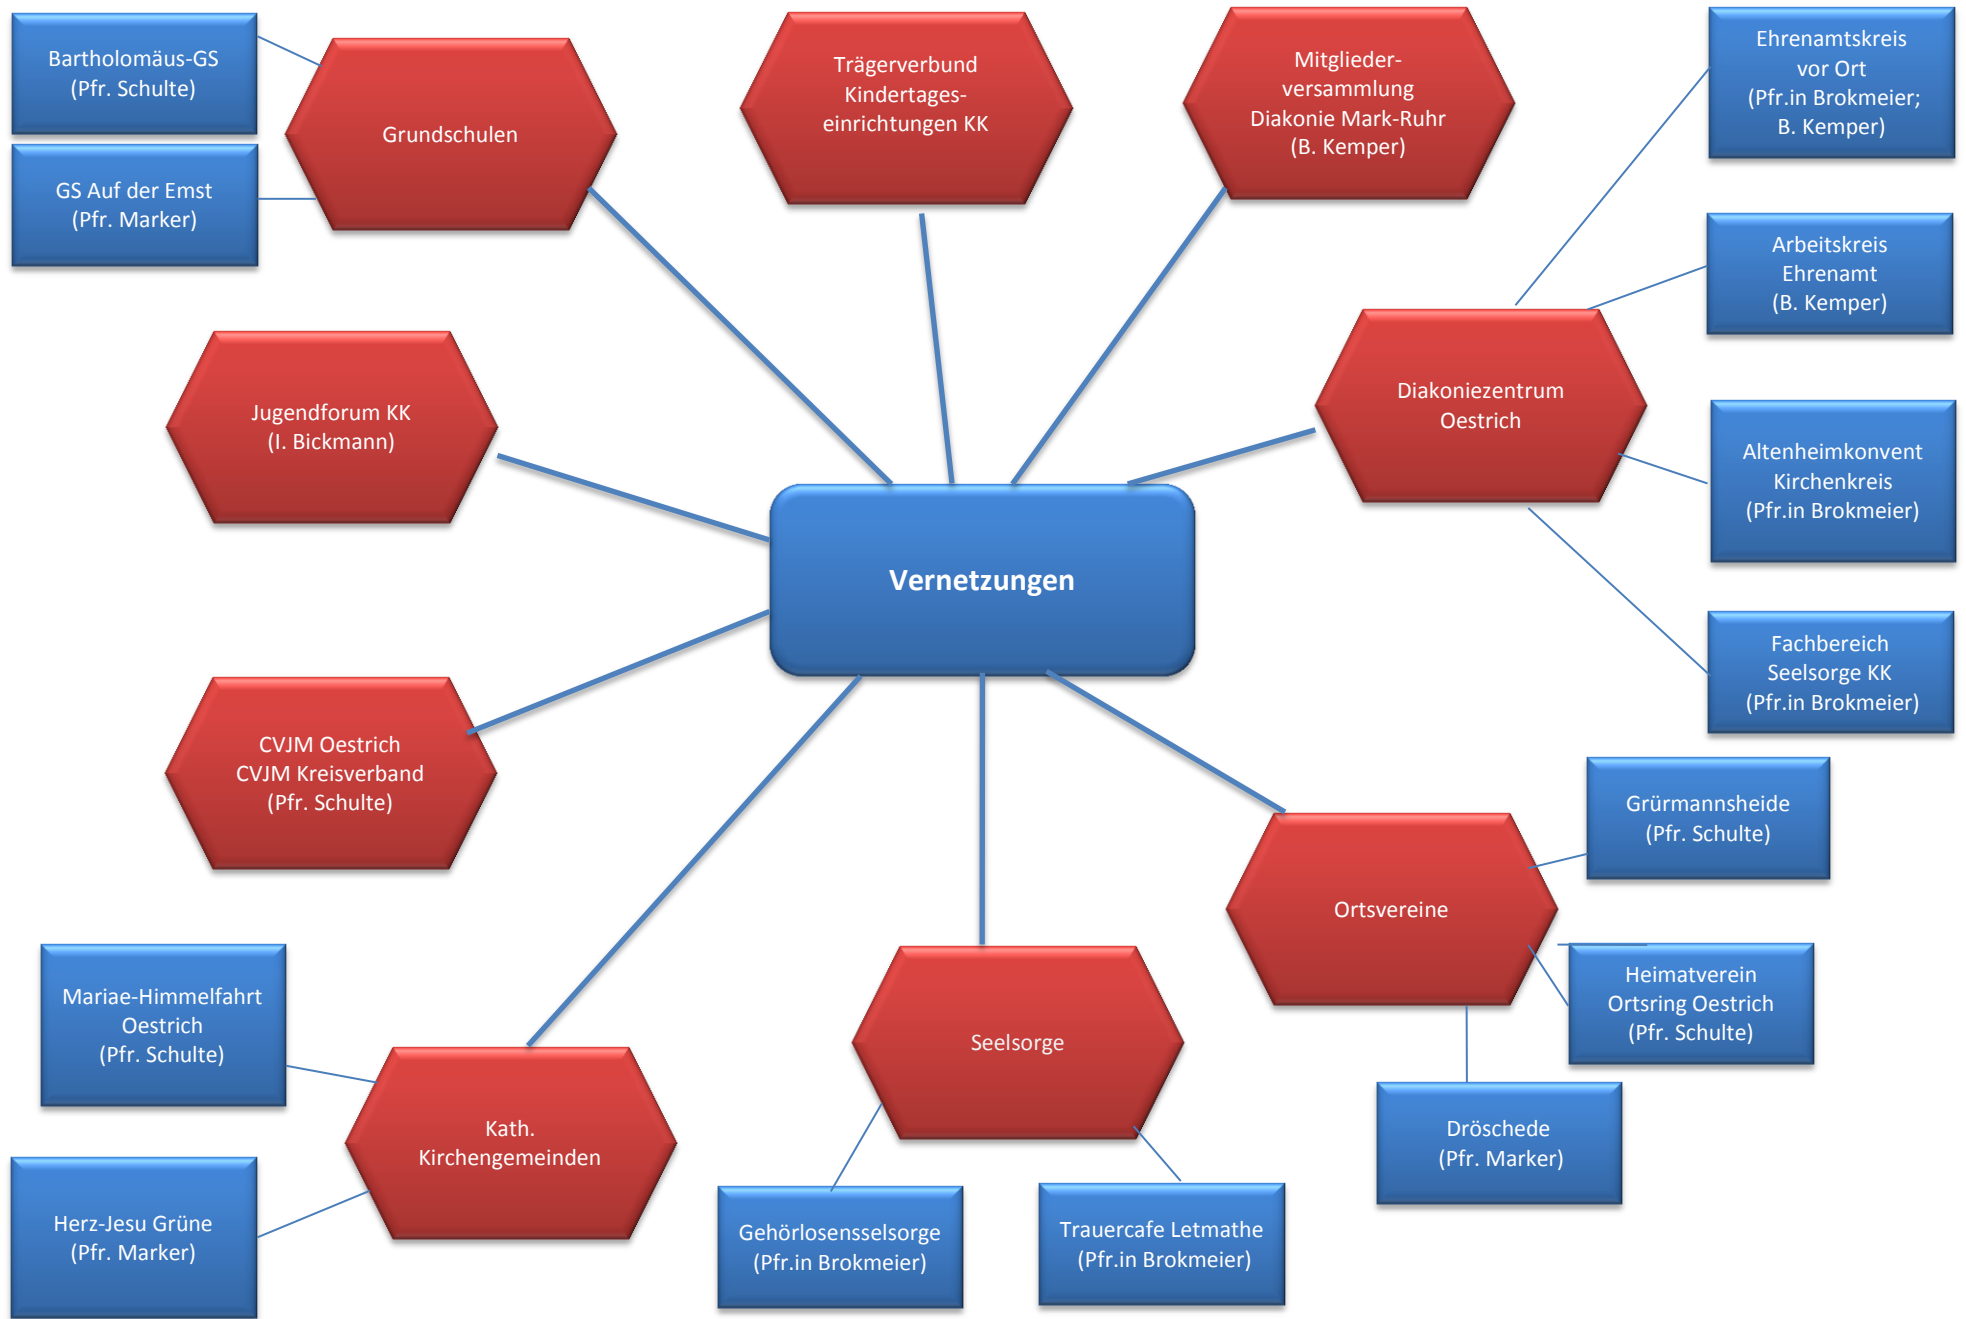 Bartholomäus-GS
(Pfr. Schulte)
GS Auf der Emst
(Pfr. Marker)
Grundschulen
Trägerverbund
Kindertages-
einrichtungen KK
Mitglieder-
versammlung
Diakonie Mark-Ruhr
(B. Kemper)
Ehrenamtskreis
vor Ort
(Pfr.in Brokmeier;
B. Kemper)
Arbeitskreis
Ehrenamt
(B. Kemper)
Diakoniezentrum
Oestrich
Altenheimkonvent
Kirchenkreis
(Pfr.in Brokmeier)
Fachbereich
Seelsorge KK
(Pfr.in Brokmeier)
Jugendforum KK
(I. Bickmann)
Vernetzungen
CVJM Oestrich
CVJM Kreisverband
(Pfr. Schulte)
Grürmannsheide
(Pfr. Schulte)
Ortsvereine
Heimatverein
Ortsring Oestrich
(Pfr. Schulte)
Dröschede
(Pfr. Marker)
Seelsorge
Gehörlosensselsorge
(Pfr.in Brokmeier)
Trauercafe Letmathe
(Pfr.in Brokmeier)
Mariae-Himmelfahrt
Oestrich
(Pfr. Schulte)
Kath.
Kirchengemeinden
Herz-Jesu Grüne
(Pfr. Marker)